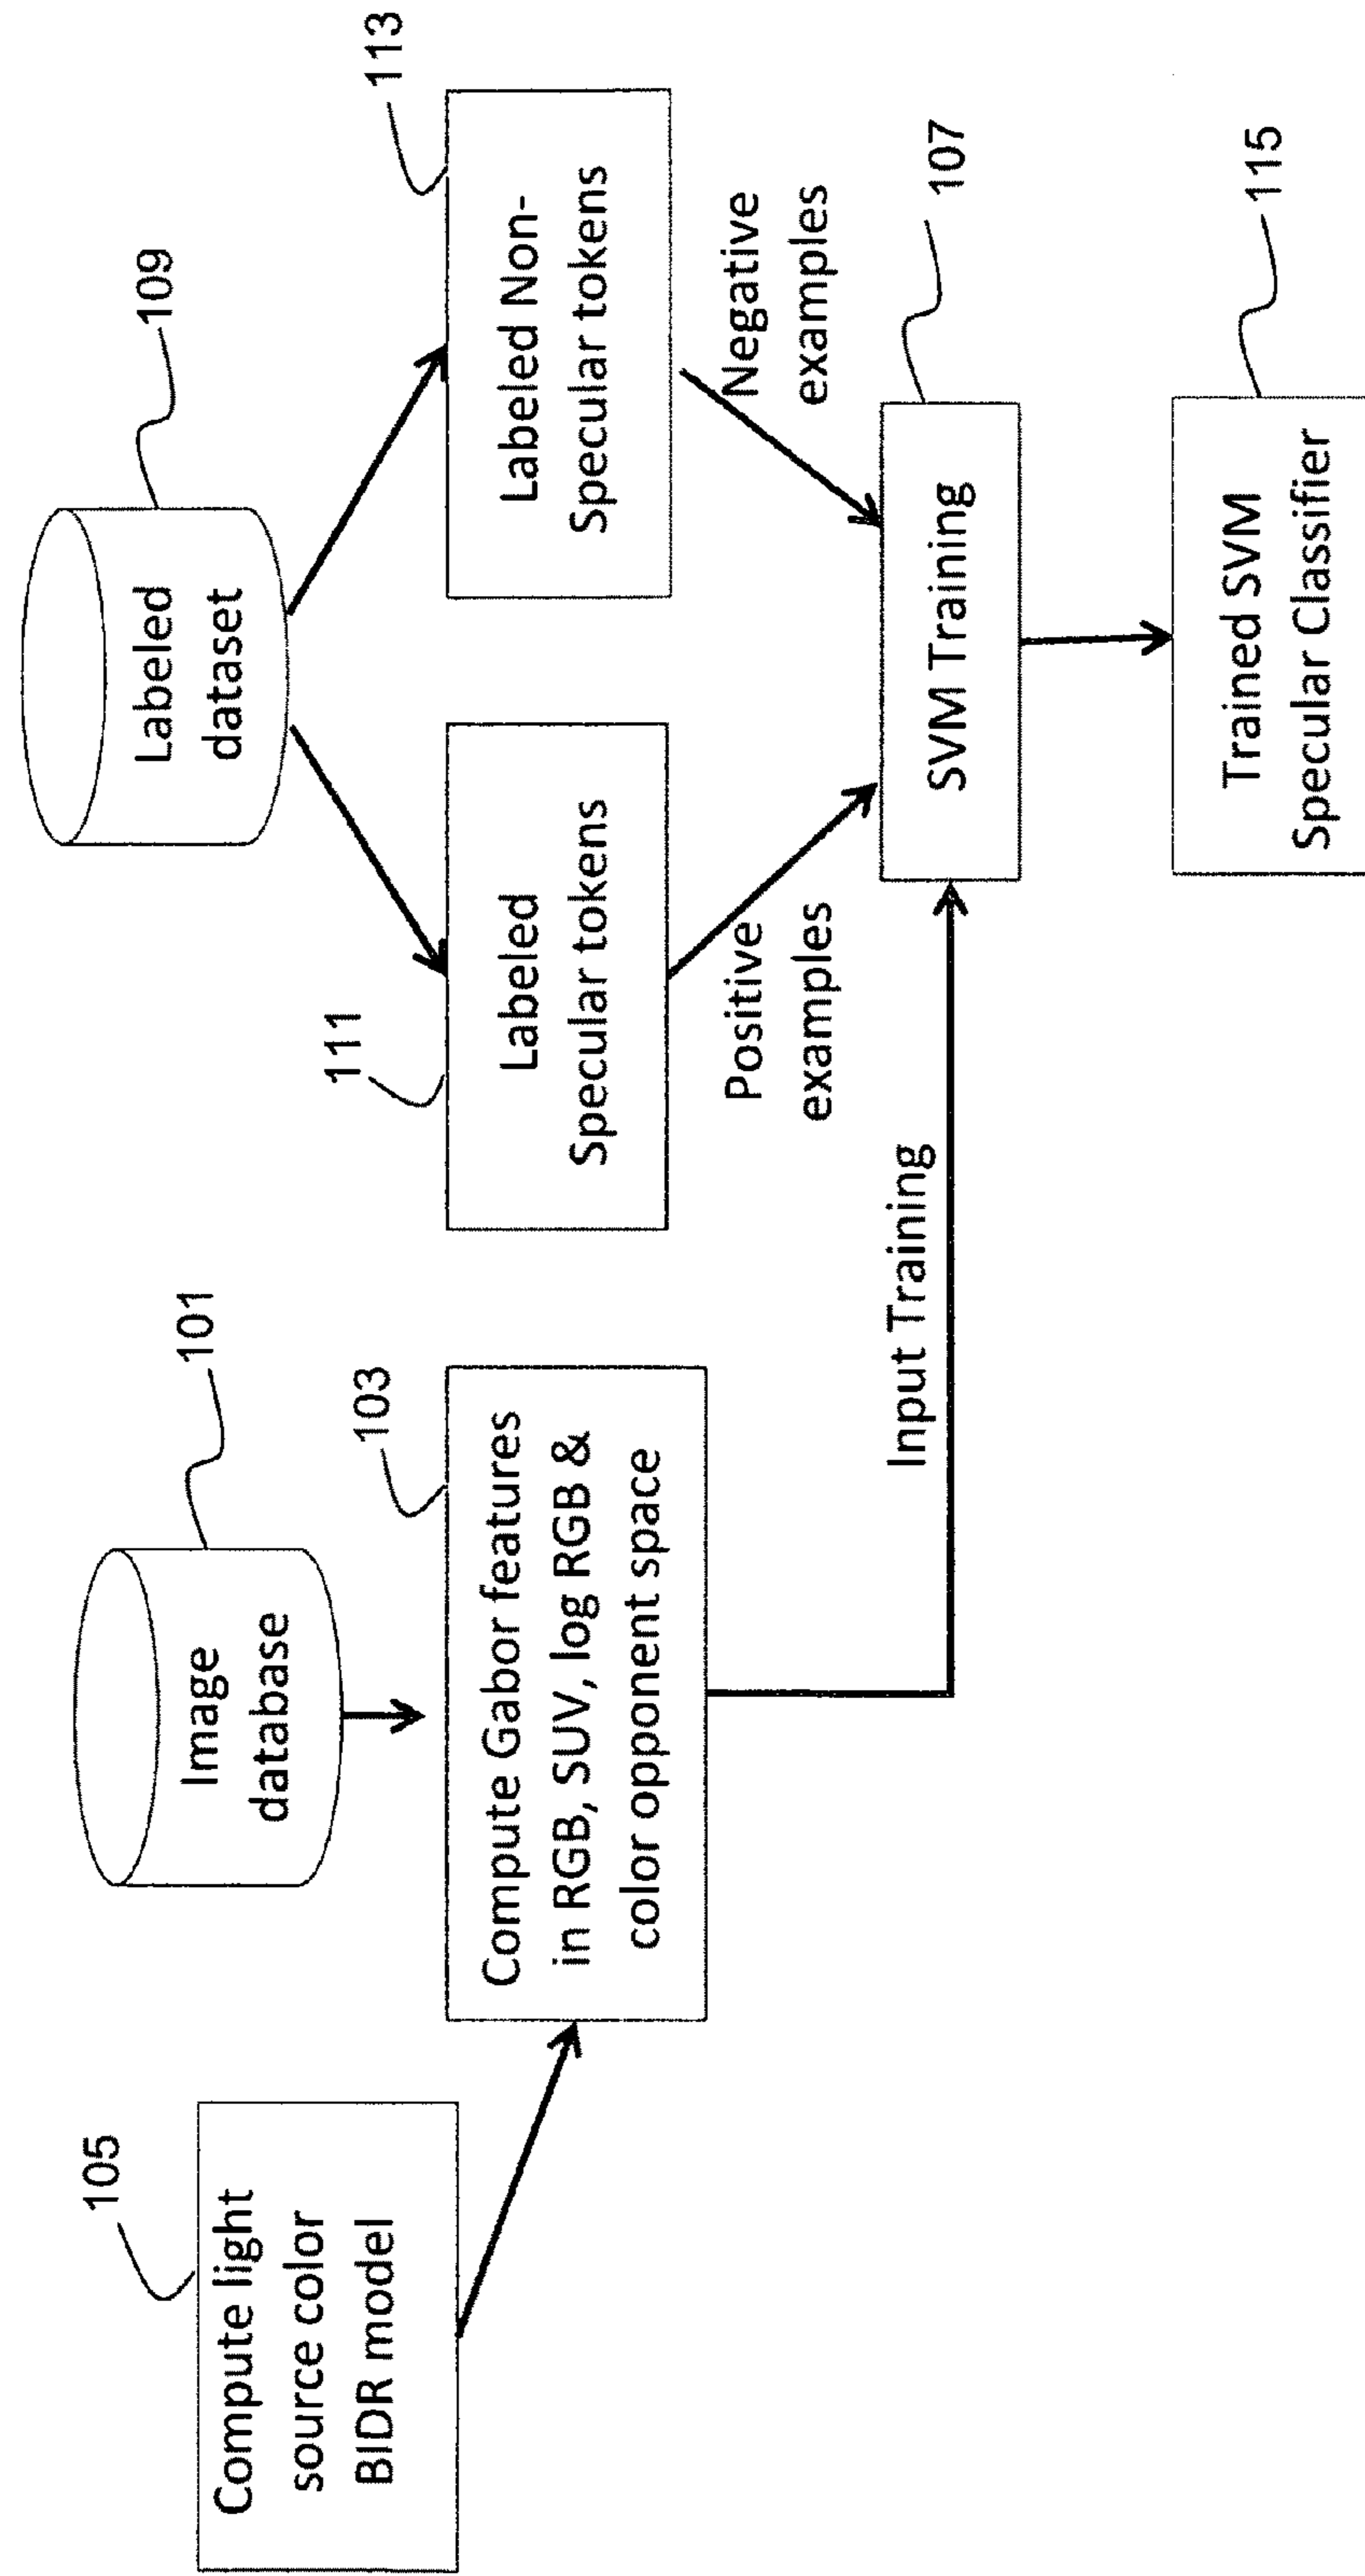 105
Compute light
source color
BIDR model
Image
database
101
103
Compute Gabor features
in RGB, SUV, log RGB &
color opponent space
Input Training
Labeled
dataset
109
111
Labeled
Specular tokens
113
Labeled Non-
Specular tokens
Positive
examples
Negative
examples
SVM Training
107
Trained SVM
Specular Classifier
115